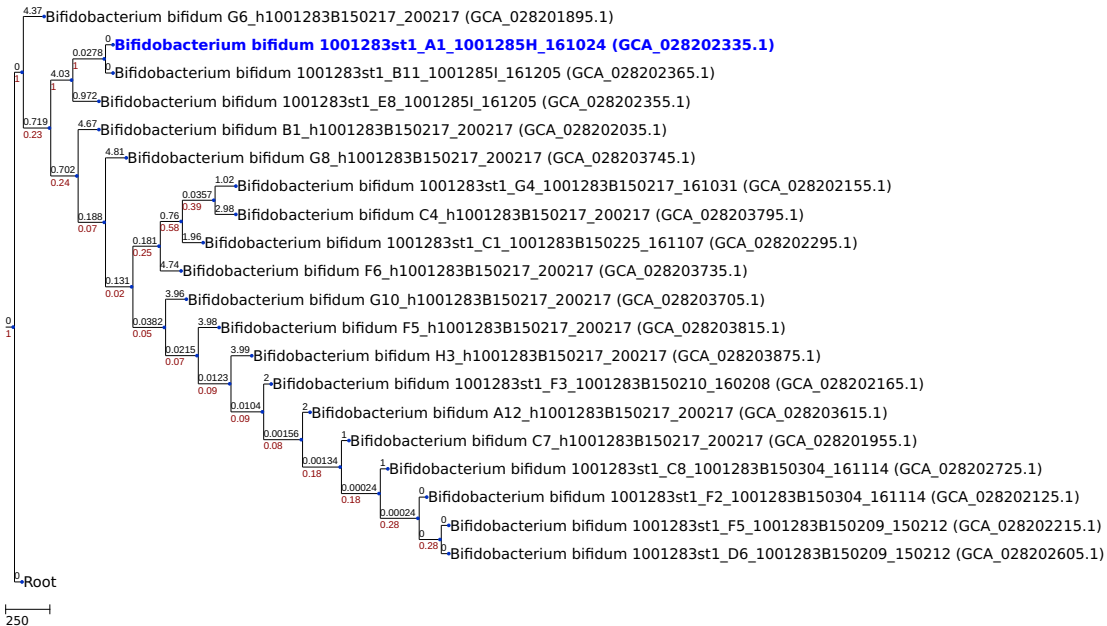 4.37 Bifidobacterium bifidum G6_h1001283B150217_200217 (GCA_028201895.1)
0 Bifidobacterium bifidum 1001283st1_A1_1001285H_161024 (GCA_028202335.1)
0.0278
1
0 Bifidobacterium bifidum 1001283st1_B11_1001285I_161205 (GCA_028202365.1)
0
1
4.03
1
0.972 Bifidobacterium bifidum 1001283st1_E8_1001285I_161205 (GCA_028202355.1)
0.719
0.23
4.67 Bifidobacterium bifidum B1_h1001283B150217_200217 (GCA_028202035.1)
4.81 Bifidobacterium bifidum G8_h1001283B150217_200217 (GCA_028203745.1)
0.702
0.24
1.02 Bifidobacterium bifidum 1001283st1_G4_1001283B150217_161031 (GCA_028202155.1)
0.0357
0.39
2.98 Bifidobacterium bifidum C4_h1001283B150217_200217 (GCA_028203795.1)
0.188
0.07
0.76
0.58
1.96 Bifidobacterium bifidum 1001283st1_C1_1001283B150225_161107 (GCA_028202295.1)
0.181
0.25
4.74 Bifidobacterium bifidum F6_h1001283B150217_200217 (GCA_028203735.1)
0.131
0.02
3.96 Bifidobacterium bifidum G10_h1001283B150217_200217 (GCA_028203705.1)
0
1
0.0382
0.05
3.98 Bifidobacterium bifidum F5_h1001283B150217_200217 (GCA_028203815.1)
0.0215
0.07
3.99 Bifidobacterium bifidum H3_h1001283B150217_200217 (GCA_028203875.1)
0.0123
0.09
2 Bifidobacterium bifidum 1001283st1_F3_1001283B150210_160208 (GCA_028202165.1)
0.0104
0.09
2 Bifidobacterium bifidum A12_h1001283B150217_200217 (GCA_028203615.1)
0.00156
0.08
1 Bifidobacterium bifidum C7_h1001283B150217_200217 (GCA_028201955.1)
0.00134
0.18
1 Bifidobacterium bifidum 1001283st1_C8_1001283B150304_161114 (GCA_028202725.1)
0.00024
0.18
0 Bifidobacterium bifidum 1001283st1_F2_1001283B150304_161114 (GCA_028202125.1)
0.00024
0.28
0 Bifidobacterium bifidum 1001283st1_F5_1001283B150209_150212 (GCA_028202215.1)
0
0.28
0 Bifidobacterium bifidum 1001283st1_D6_1001283B150209_150212 (GCA_028202605.1)
0 Root
250